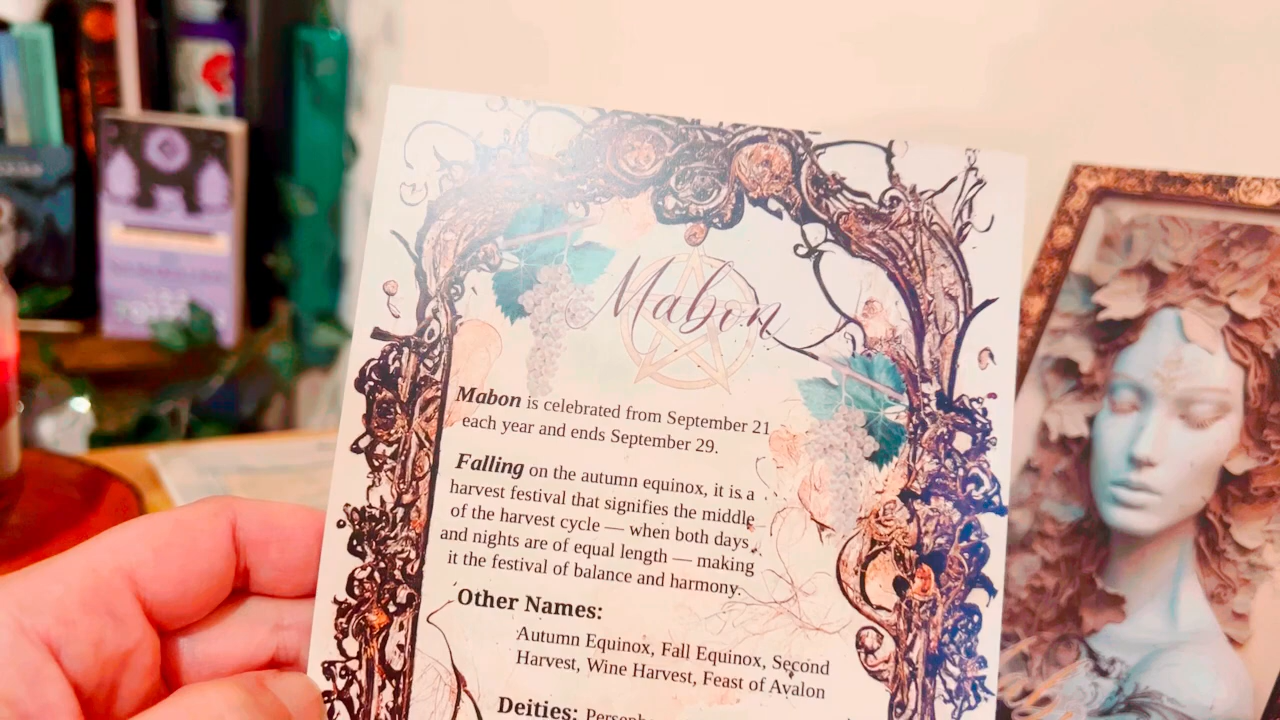 Mabon
Mabon is celebrated from September 21
each year and ends September 29.
Falling on the autumn equinox, it is a
harvest festival that signifies the middle
of the harvest cycle — when both days
and nights are of equal length — making
it the festival of balance and harmony.
Other Names:
Autumn Equinox, Fall Equinox, Second
Harvest, Wine Harvest, Feast of Avalon
Deities: